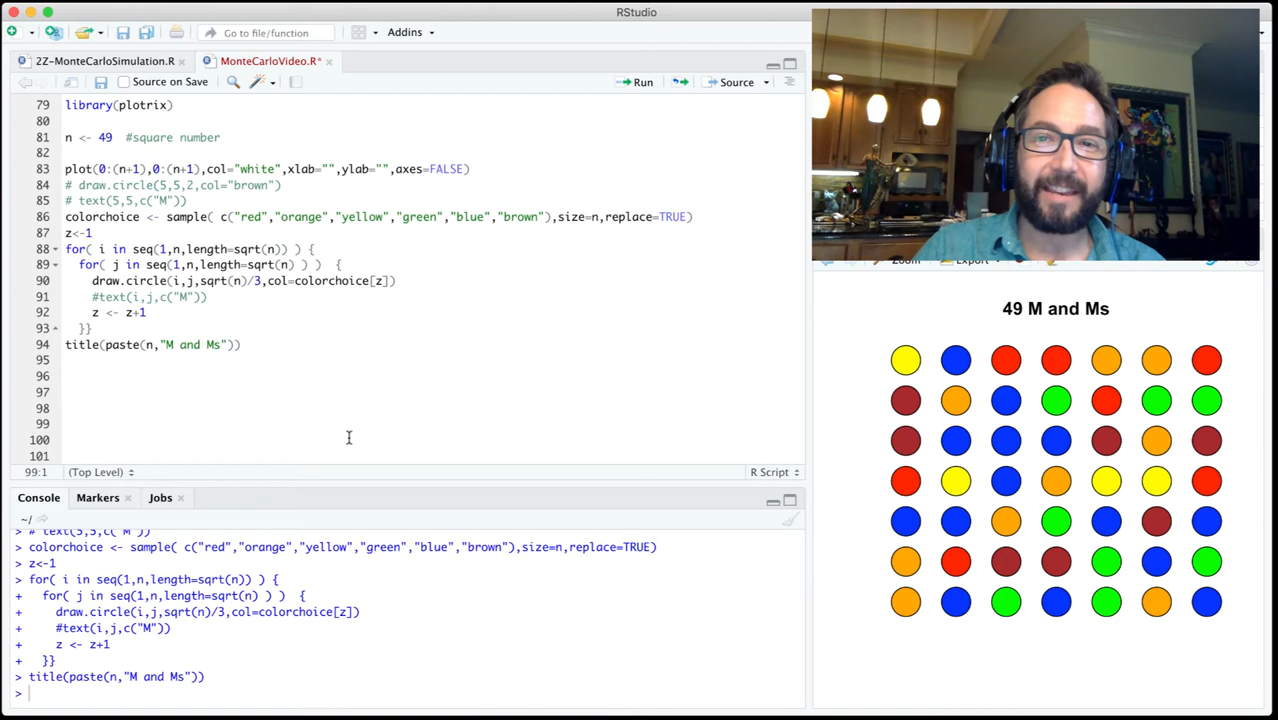 RStudio
Go to file/function
Addins
2Z-MonteCarloSimulation.R
MonteCarloVideo.R*
Source on Save
Run
Source
79 library(plotrix)
80
81 n <- 49  #square number
82
83 plot(0:(n+1),0:(n+1),col="white",xlab="",ylab="",axes=FALSE)
84 # draw.circle(5,5,2,col="brown")
85 # text(5,5,c("M"))
86 colorchoice <- sample( c("red","orange","yellow","green","blue","brown"),size=n,replace=TRUE)
87 z<-1
88 for( i in seq(1,n,length=sqrt(n)) ) {
89   for( j in seq(1,n,length=sqrt(n) ) )  {
90     draw.circle(i,j,sqrt(n)/3,col=colorchoice[z])
91     #text(i,j,c("M"))
92     z <- z+1
93   }}
94 title(paste(n,"M and Ms"))
95
96
97
98
99
100
101
99:1
(Top Level)
R Script
Console
Markers
Jobs
~/
> # text(5,5,c("M"))
> colorchoice <- sample( c("red","orange","yellow","green","blue","brown"),size=n,replace=TRUE)
> z<-1
> for( i in seq(1,n,length=sqrt(n)) ) {
+   for( j in seq(1,n,length=sqrt(n) ) )  {
+     draw.circle(i,j,sqrt(n)/3,col=colorchoice[z])
+     #text(i,j,c("M"))
+     z <- z+1
+   }}
> title(paste(n,"M and Ms"))
>
Zoom
Export
49 M and Ms